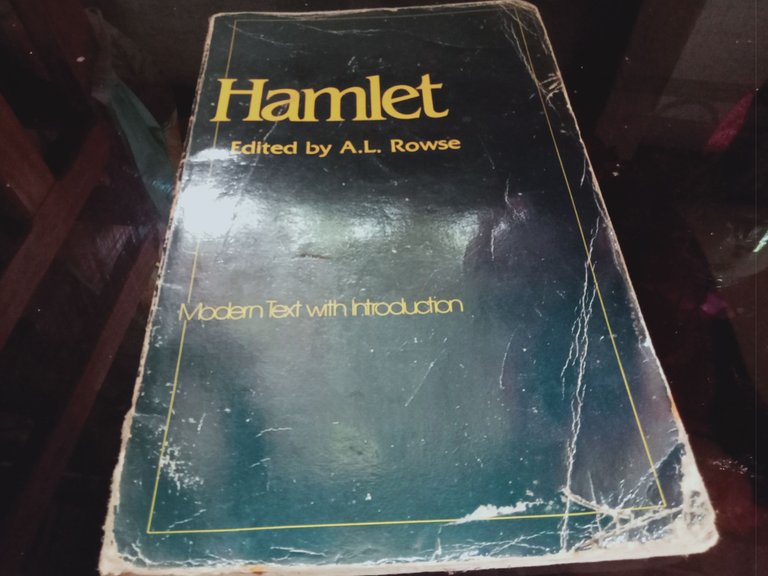 Hamlet
Edited by A.L. Rowse
Modern Text with Introduction